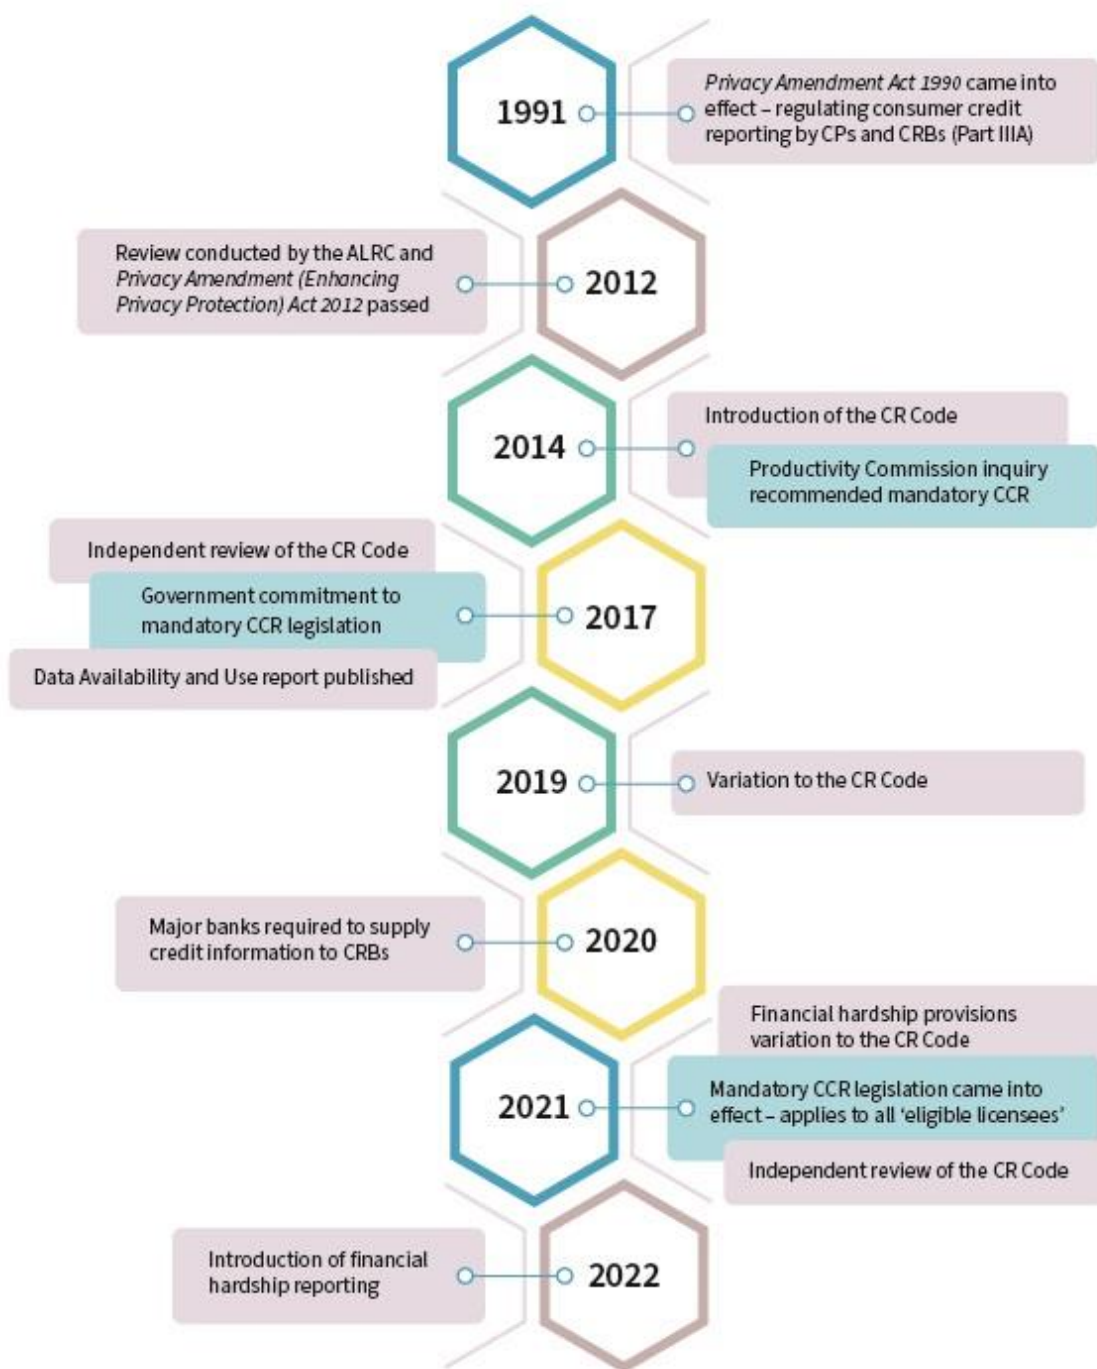 1991
Privacy Amendment Act 1990 came into
effect – regulating consumer credit
reporting by CPs and CRBs (Part IIIA)
Review conducted by the ALRC and
Privacy Amendment (Enhancing
Privacy Protection) Act 2012 passed
2012
2014
Introduction of the CR Code
Productivity Commission inquiry
recommended mandatory CCR
Independent review of the CR Code
Government commitment to
mandatory CCR legislation
Data Availability and Use report published
2017
2019
Variation to the CR Code
Major banks required to supply
credit information to CRBs
2020
2021
Financial hardship provisions
variation to the CR Code
Mandatory CCR legislation came into
effect – applies to all ‘eligible licensees’
Independent review of the CR Code
Introduction of financial
hardship reporting
2022